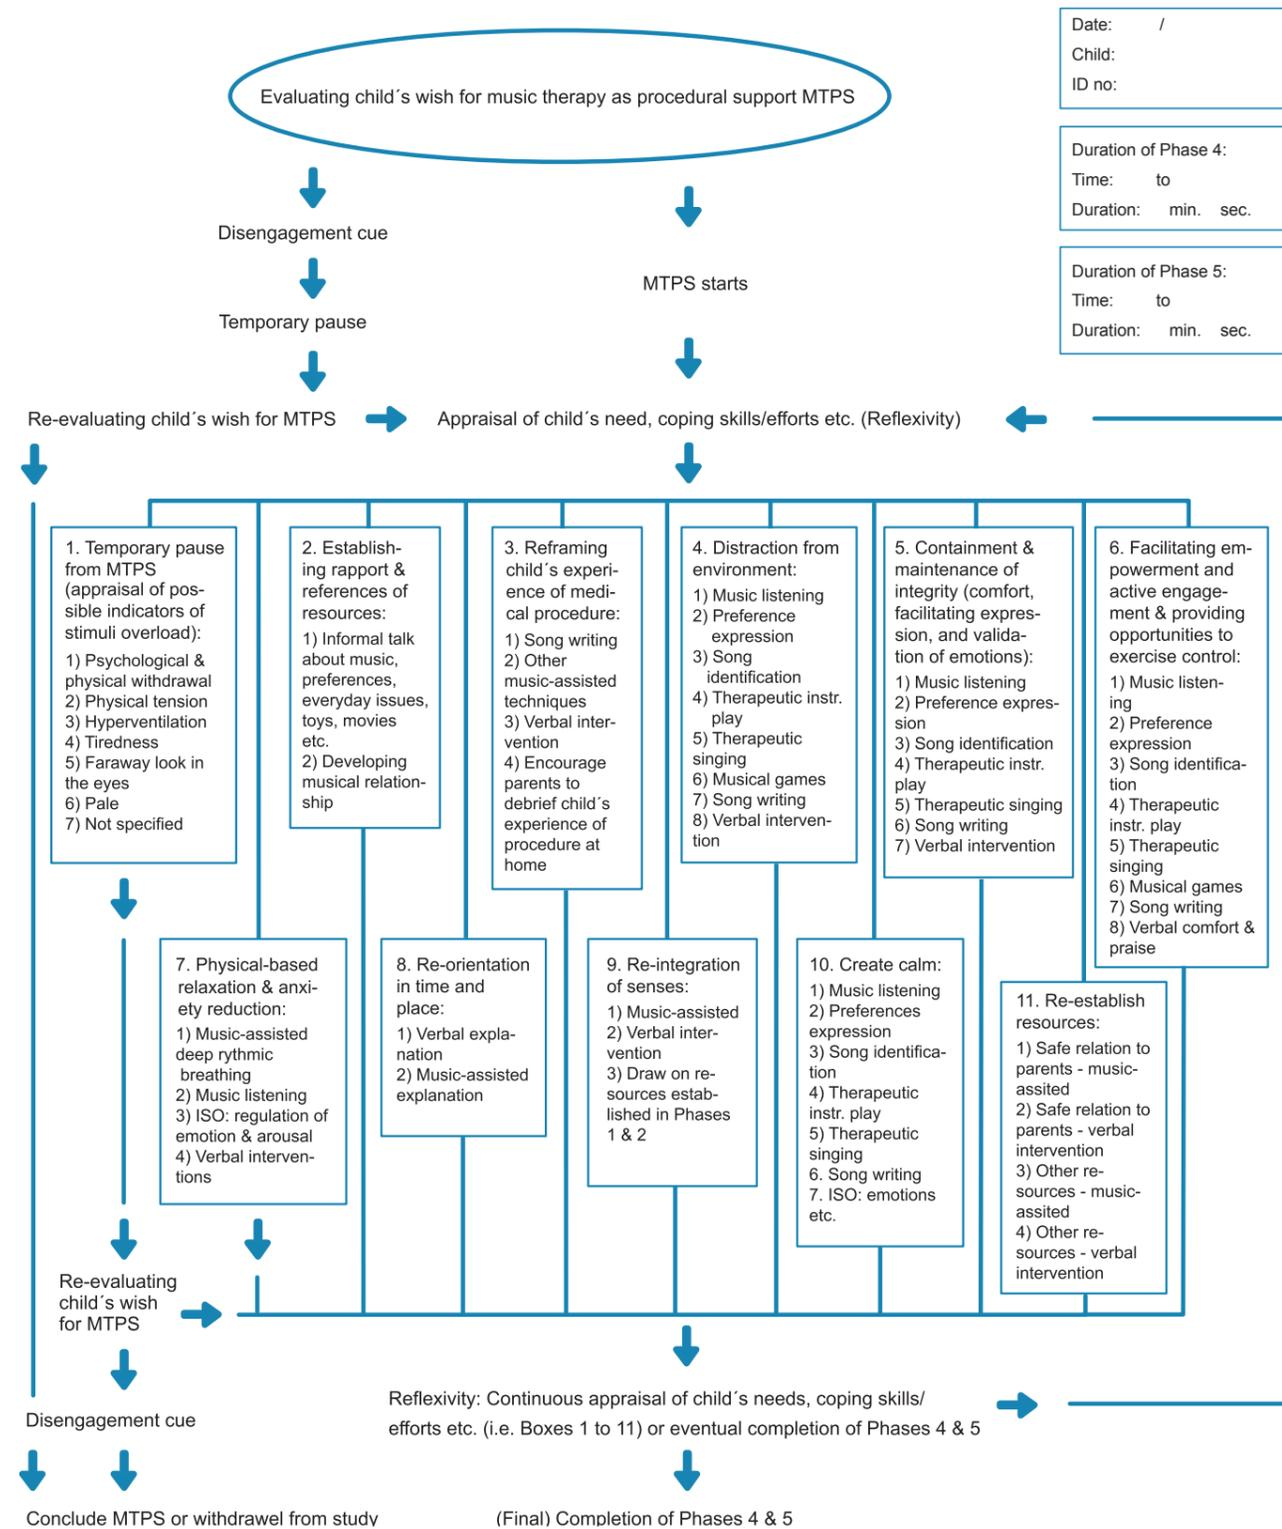 Date: /
Child:
ID no:
Evaluating child´s wish for music therapy as procedural support MTPS
Duration of Phase 4:
Time: to
Duration: min. sec.
Disengagement cue
MTPS starts
Duration of Phase 5:
Time: to
Duration: min. sec.
Temporary pause
Re-evaluating child´s wish for MTPS
Appraisal of child´s need, coping skills/efforts etc. (Reflexivity)
1. Temporary pause
from MTPS
(appraisal of pos-
sible indicators of
stimuli overload):
1) Psychological &
physical withdrawal
2) Physical tension
3) Hyperventilation
4) Tiredness
5) Faraway look in
the eyes
6) Pale
7) Not specified
2. Establish-
ing rapport &
references of
resources:
1) Informal talk
about music,
preferences,
everyday issues,
toys, movies
etc.
2) Developing
musical relation-
ship
3. Reframing
child´s experi-
ence of medi-
cal procedure:
1) Song writing
2) Other
music-assisted
techniques
3) Verbal inter-
vention
4) Encourage
parents to
debrief child´s
experience of
procedure at
home
4. Distraction from
environment:
1) Music listening
2) Preference
expression
3) Song
identification
4) Therapeutic instr.
play
5) Therapeutic
singing
6) Musical games
7) Song writing
8) Verbal interven-
tion
5. Containment &
maintenance of
integrity (comfort,
facilitating expres-
sion, and valida-
tion of emotions):
1) Music listening
2) Preference expres-
sion
3) Song identification
4) Therapeutic instr.
play
5) Therapeutic singing
6) Song writing
7) Verbal intervention
6. Facilitating em-
powerment and
active engage-
ment & providing
opportunities to
exercise control:
1) Music listen-
ing
2) Preference
expression
3) Song identifica-
tion
4) Therapeutic
instr. play
5) Therapeutic
singing
6) Musical games
7) Song writing
8) Verbal comfort &
praise
7. Physical-based
relaxation & anxi-
ety reduction:
1) Music-assisted
deep rythmic
breathing
2) Music listening
3) ISO: regulation of
emotion & arousal
4) Verbal interven-
tions
8. Re-orientation
in time and
place:
1) Verbal expla-
nation
2) Music-assisted
explanation
9. Re-integration
of senses:
1) Music-assisted
2) Verbal inter-
vention
3) Draw on re-
sources estab-
lished in Phases
1 & 2
10. Create calm:
1) Music listening
2) Preferences
expression
3) Song identifica-
tion
4) Therapeutic
instr. play
5) Therapeutic
singing
6. Song writing
7. ISO: emotions
etc.
11. Re-establish
resources:
1) Safe relation to
parents - music-
assited
2) Safe relation to
parents - verbal
intervention
3) Other re-
sources - music-
assited
4) Other re-
sources - verbal
intervention
Re-evaluating
child´s wish
for MTPS
Reflexivity: Continuous appraisal of child´s needs, coping skills/
efforts etc. (i.e. Boxes 1 to 11) or eventual completion of Phases 4 & 5
Disengagement cue
Conclude MTPS or withdrawel from study
(Final) Completion of Phases 4 & 5